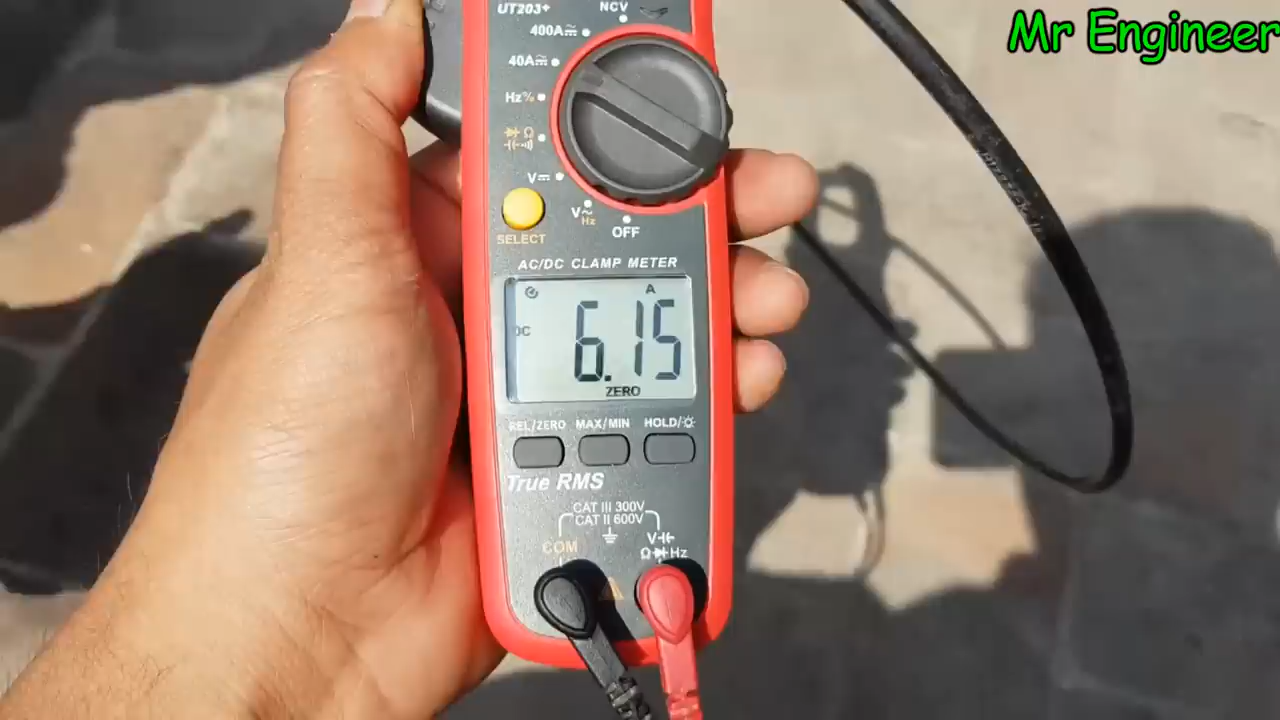 Mr Engineer
UT203+
NCV
400A
40A
Hz%
Ω
V
V~
Hz
OFF
SELECT
AC/DC CLAMP METER
A
DC
6.15
ZERO
REL/ZERO MAX/MIN HOLD/
True RMS
CAT III 300V
CAT II 600V
COM
V
Ω Hz